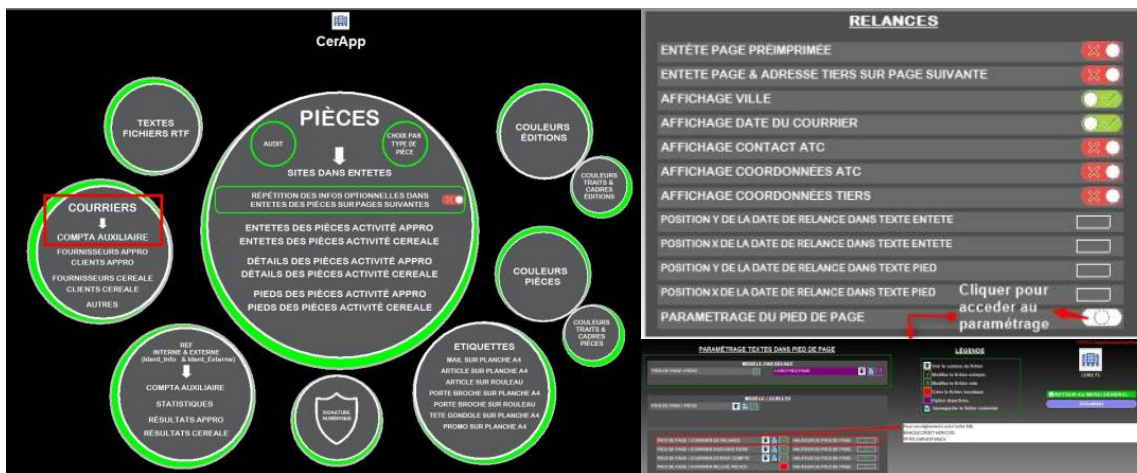 CerApp
TEXTES
FICHIERS RTF
COURRIERS
COMPTA AUXILIAIRE
FOURNISSEURS APPRO
CLIENTS APPRO
FOURNISSEURS CEREALE
CLIENTS CEREALE
AUTRES
REF
INTERNE & EXTERNE
(Ident_Info & Ident_Externe)
COMPTA AUXILIAIRE
STATISTIQUES
RÉSULTATS APPRO
RÉSULTATS CEREALE
PIÈCES
AUDIT
CHOIX PAR
TYPE DE
PIÈCE
SITES DANS ENTETES
RÉPÉTITION DES INFOS OPTIONNELLES DANS
ENTETES DES PIÈCES SUR PAGES SUIVANTES
ENTETES DES PIÈCES ACTIVITÉ APPRO
ENTETES DES PIÈCES ACTIVITÉ CEREALE
DÉTAILS DES PIÈCES ACTIVITÉ APPRO
DÉTAILS DES PIÈCES ACTIVITÉ CEREALE
PIEDS DES PIÈCES ACTIVITÉ APPRO
PIEDS DES PIÈCES ACTIVITÉ CEREALE
SIGNATURE
NUMÉRIQUE
COULEURS
ÉDITIONS
COULEURS
TRAITS &
CADRES
ÉDITIONS
COULEURS
PIÈCES
COULEURS
TRAITS &
CADRES
PIÈCES
ETIQUETTES
MAIL SUR PLANCHE A4
ARTICLE SUR PLANCHE A4
ARTICLE SUR ROULEAU
PORTE BROCHE SUR ROULEAU
PORTE BROCHE SUR PLANCHE A4
TETE GONDOLE SUR PLANCHE A4
PROMO SUR PLANCHE A4
RELANCES
ENTÊTE PAGE PRÉIMPRIMÉE
ENTETE PAGE & ADRESSE TIERS SUR PAGE SUIVANTE
AFFICHAGE VILLE
AFFICHAGE DATE DU COURRIER
AFFICHAGE CONTACT ATC
AFFICHAGE COORDONNÉES ATC
AFFICHAGE COORDONNÉES TIERS
POSITION Y DE LA DATE DE RELANCE DANS TEXTE ENTETE
POSITION X DE LA DATE DE RELANCE DANS TEXTE ENTETE
POSITION Y DE LA DATE DE RELANCE DANS TEXTE PIED
POSITION X DE LA DATE DE RELANCE DANS TEXTE PIED
PARAMETRAGE DU PIED DE PAGE
Cliquer pour
acceder au
paramétrage
PARAMÉTRAGE TEXTES DANS PIED DE PAGE
LÉGENDE
RETOUR AU MENU GENERAL